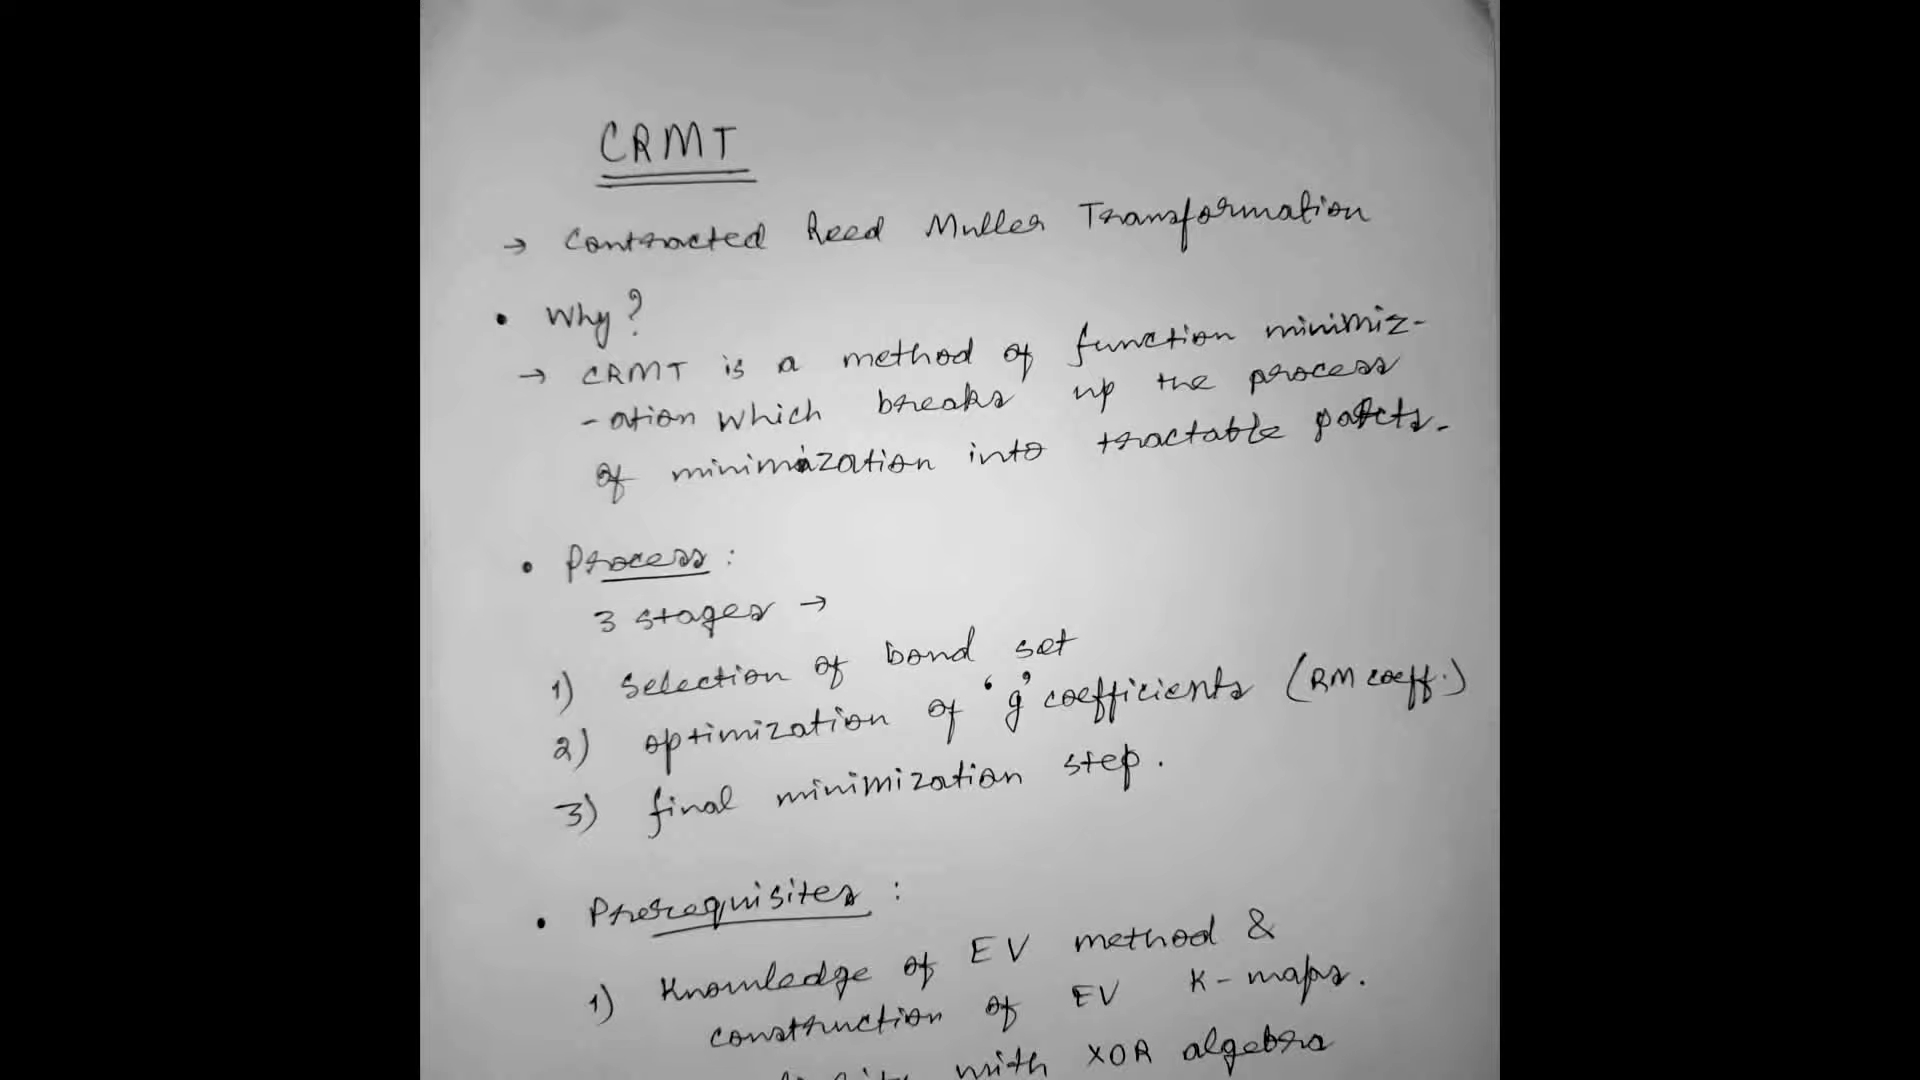 CRMT
→ Contracted Reed Muller Transformation
• Why?
→ CRMT is a method of function minimiz-
-ation which breaks up the process
of minimization into tractable parts.
• Process :
3 stages →
1) Selection of bond set
2) optimization of 'g' coefficients (RM coeff.)
3) final minimization step.
• Prerequisites :
1) Knowledge of EV method &
construction of EV K-maps.
with XOR algebra